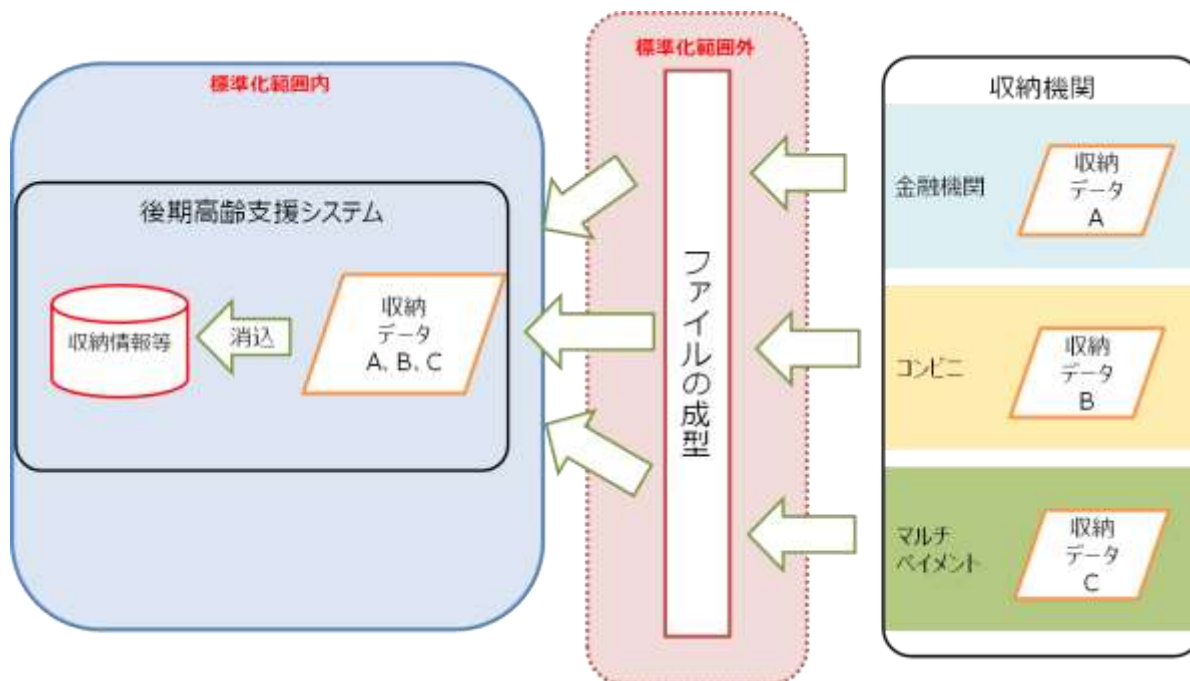 標準化範囲内
後期高齢支援システム
収納情報等
消込
収納
データ
A、B、C
標準化範囲外
ファイルの成型
収納機関
金融機関
収納
データ
A
コンビニ
収納
データ
B
マルチ
ペイメント
収納
データ
C